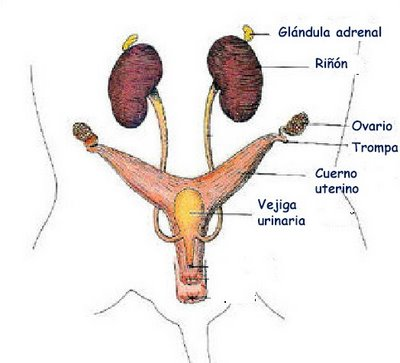 Glándula adrenal
Riñón
Ovario
Trompa
Cuerno
uterino
Vejiga
urinaria